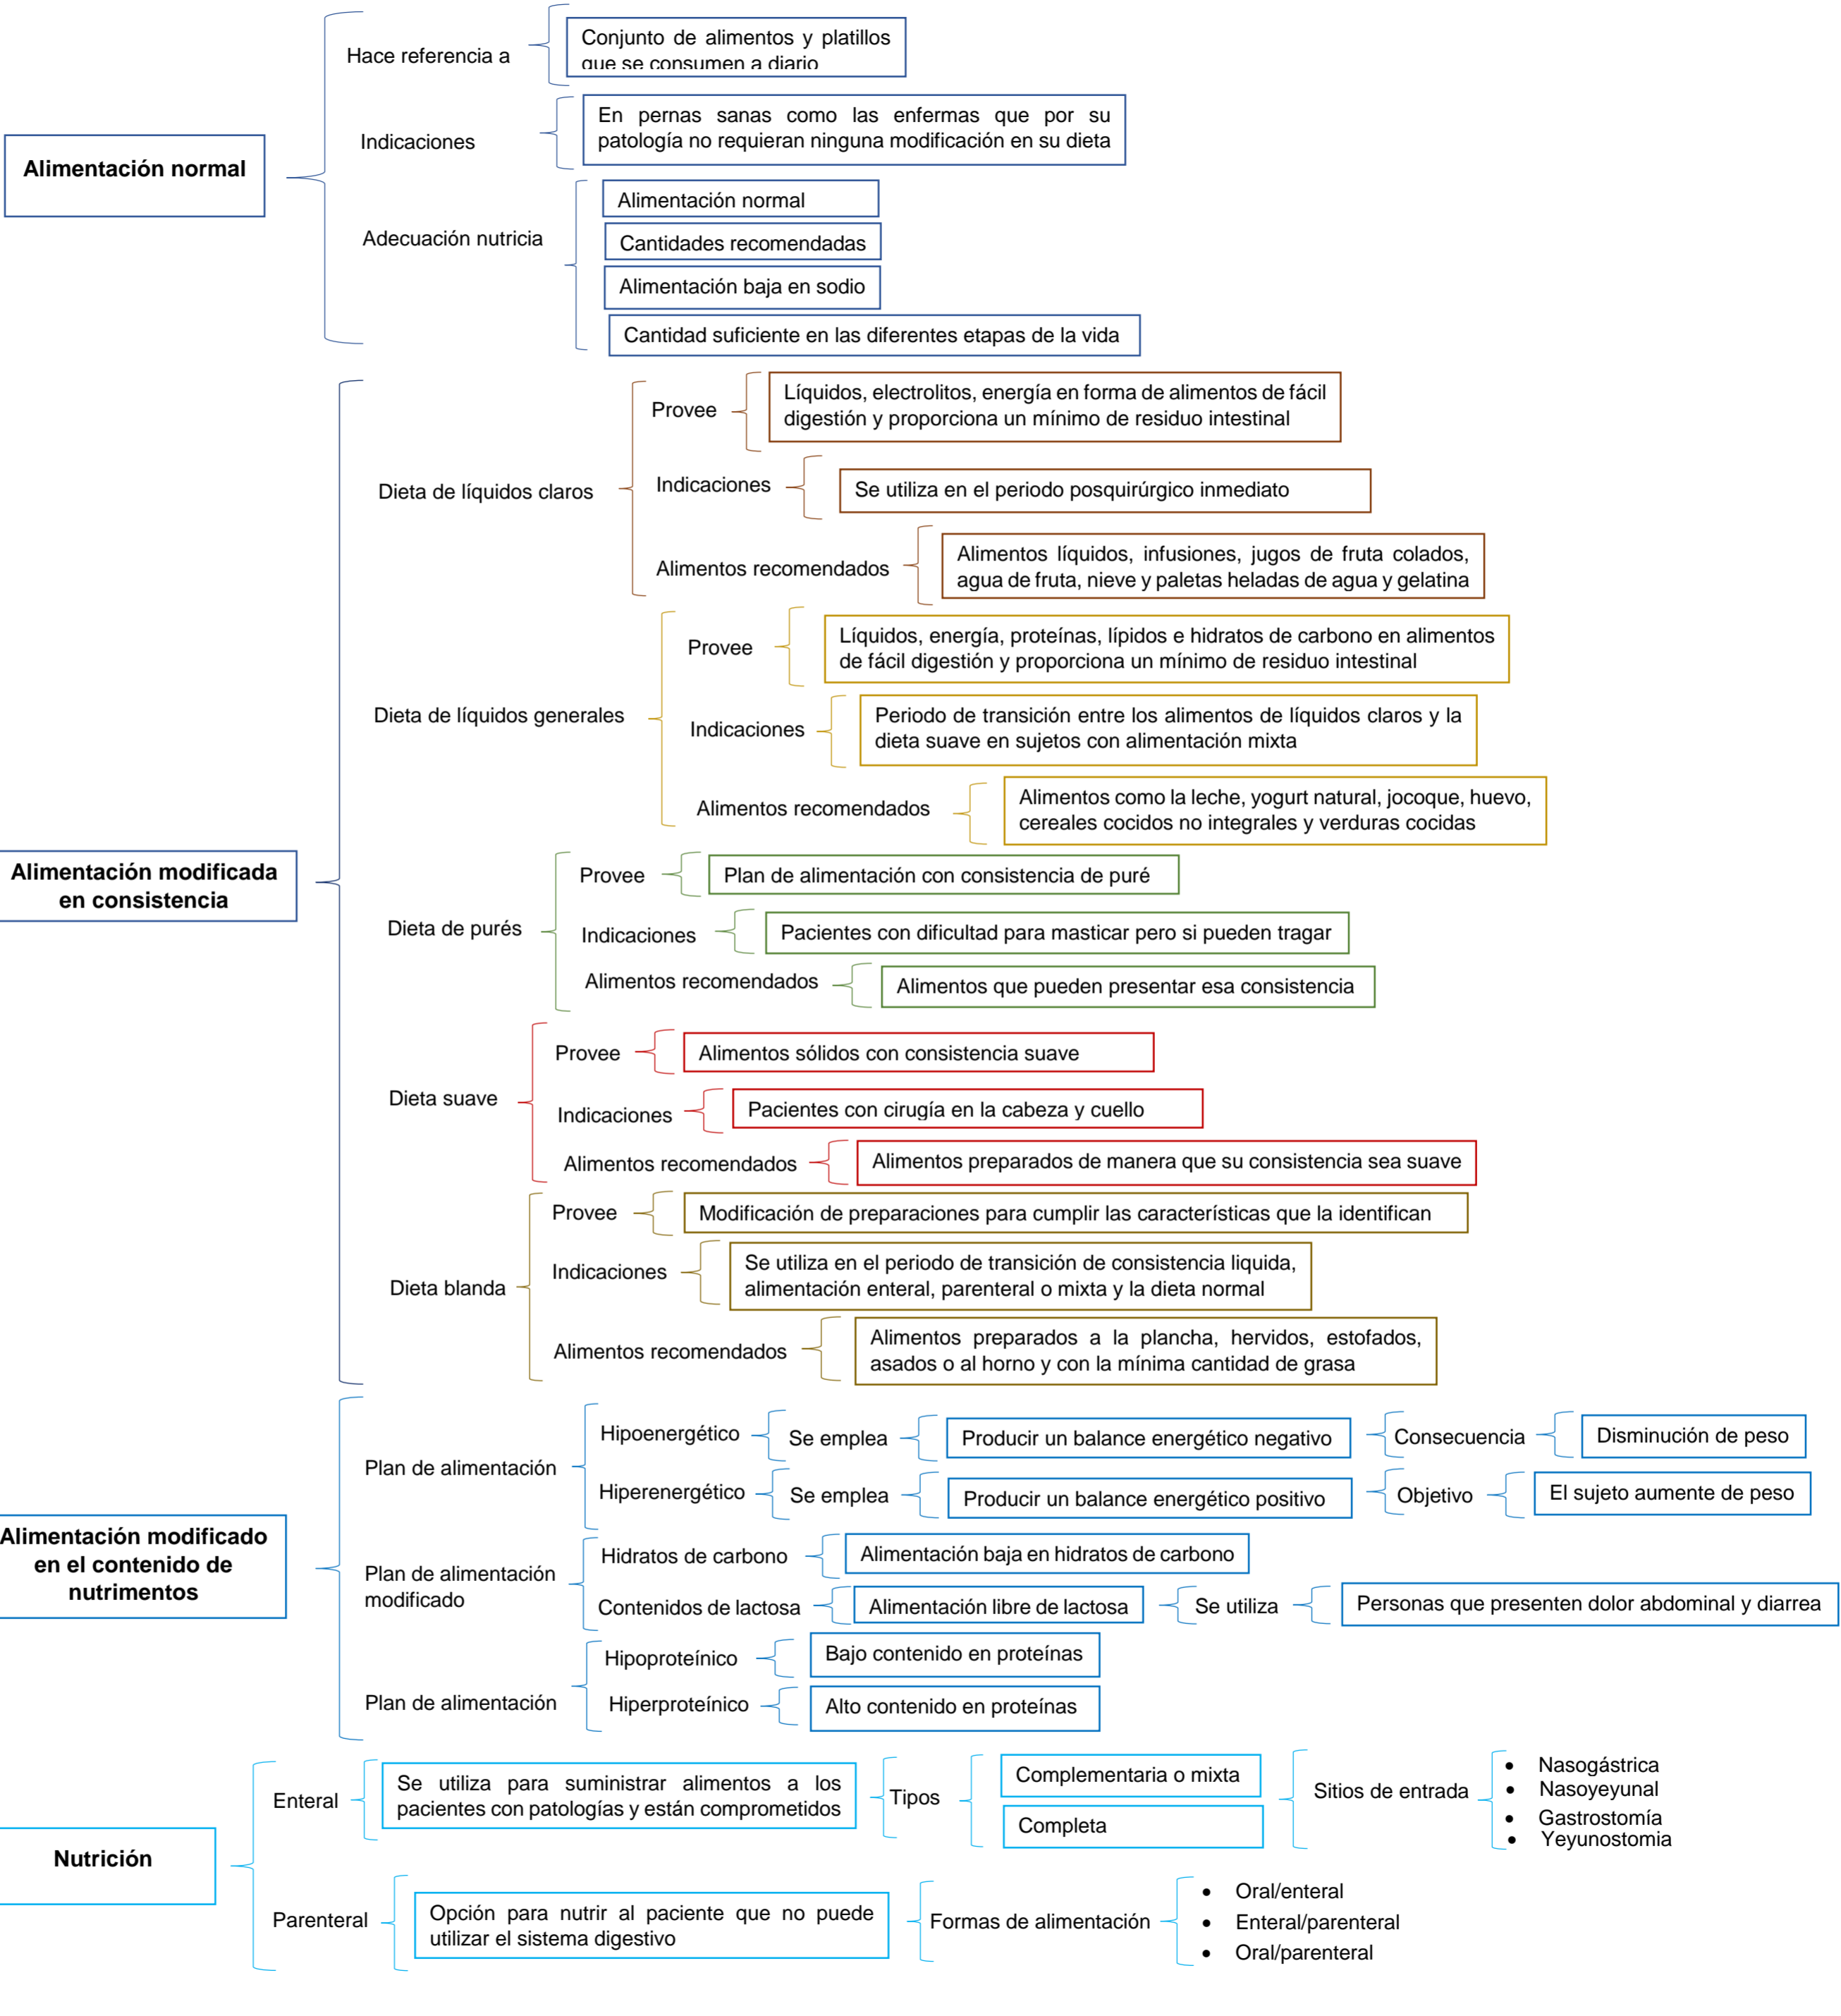 Alimentación normal
Hace referencia a
Conjunto de alimentos y platillos
que se consumen a diario
Indicaciones
En pernas sanas como las enfermas que por su
patología no requieran ninguna modificación en su dieta
Adecuación nutricia
Alimentación normal
Cantidades recomendadas
Alimentación baja en sodio
Cantidad suficiente en las diferentes etapas de la vida
Alimentación modificada
en consistencia
Dieta de líquidos claros
Provee
Líquidos, electrolitos, energía en forma de alimentos de fácil
digestión y proporciona un mínimo de residuo intestinal
Indicaciones
Se utiliza en el periodo posquirúrgico inmediato
Alimentos recomendados
Alimentos líquidos, infusiones, jugos de fruta colados,
agua de fruta, nieve y paletas heladas de agua y gelatina
Dieta de líquidos generales
Provee
Líquidos, energía, proteínas, lípidos e hidratos de carbono en alimentos
de fácil digestión y proporciona un mínimo de residuo intestinal
Indicaciones
Periodo de transición entre los alimentos de líquidos claros y la
dieta suave en sujetos con alimentación mixta
Alimentos recomendados
Alimentos como la leche, yogurt natural, jocoque, huevo,
cereales cocidos no integrales y verduras cocidas
Dieta de purés
Provee
Plan de alimentación con consistencia de puré
Indicaciones
Pacientes con dificultad para masticar pero si pueden tragar
Alimentos recomendados
Alimentos que pueden presentar esa consistencia
Dieta suave
Provee
Alimentos sólidos con consistencia suave
Indicaciones
Pacientes con cirugía en la cabeza y cuello
Alimentos recomendados
Alimentos preparados de manera que su consistencia sea suave
Dieta blanda
Provee
Modificación de preparaciones para cumplir las características que la identifican
Indicaciones
Se utiliza en el periodo de transición de consistencia liquida,
alimentación enteral, parenteral o mixta y la dieta normal
Alimentos recomendados
Alimentos preparados a la plancha, hervidos, estofados,
asados o al horno y con la mínima cantidad de grasa
Alimentación modificado
en el contenido de
nutrimentos
Plan de alimentación
Hipoenergético
Se emplea
Producir un balance energético negativo
Consecuencia
Disminución de peso
Hiperenergético
Se emplea
Producir un balance energético positivo
Objetivo
El sujeto aumente de peso
Plan de alimentación
modificado
Hidratos de carbono
Alimentación baja en hidratos de carbono
Contenidos de lactosa
Alimentación libre de lactosa
Se utiliza
Personas que presenten dolor abdominal y diarrea
Plan de alimentación
Hipoproteínico
Bajo contenido en proteínas
Hiperproteínico
Alto contenido en proteínas
Nutrición
Enteral
Se utiliza para suministrar alimentos a los
pacientes con patologías y están comprometidos
Tipos
Complementaria o mixta
Completa
Sitios de entrada
• Nasogástrica
• Nasoyeyunal
• Gastrostomía
• Yeyunostomia
Parenteral
Opción para nutrir al paciente que no puede
utilizar el sistema digestivo
Formas de alimentación
• Oral/enteral
• Enteral/parenteral
• Oral/parenteral